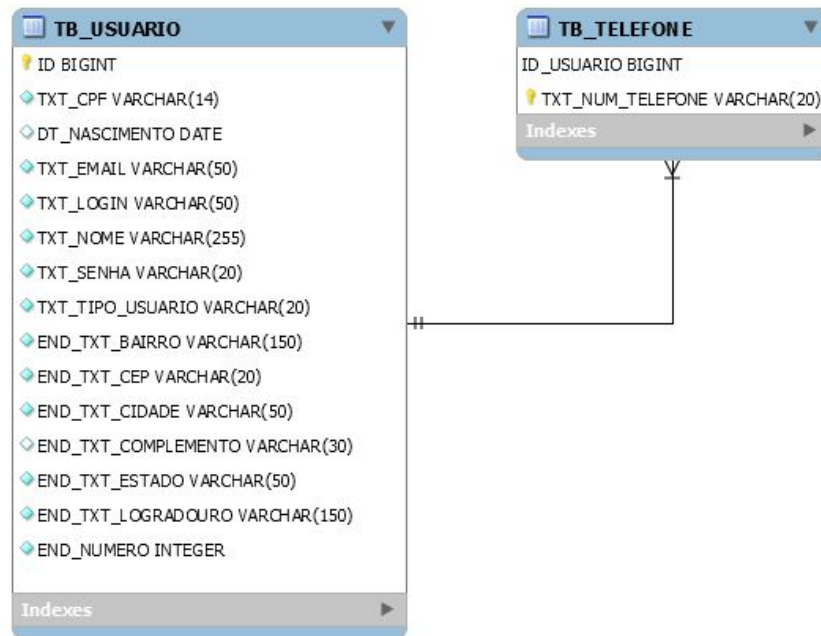 TB_USUARIO
ID BIGINT
TXT_CPF VARCHAR(14)
DT_NASCIMENTO DATE
TXT_EMAIL VARCHAR(50)
TXT_LOGIN VARCHAR(50)
TXT_NOME VARCHAR(255)
TXT_SENHA VARCHAR(20)
TXT_TIPO_USUARIO VARCHAR(20)
END_TXT_BAIRRO VARCHAR(150)
END_TXT_CEP VARCHAR(20)
END_TXT_CIDADE VARCHAR(50)
END_TXT_COMPLEMENTO VARCHAR(30)
END_TXT_ESTADO VARCHAR(50)
END_TXT_LOGRADOURO VARCHAR(150)
END_NUMERO INTEGER
Indexes
TB_TELEFONE
ID_USUARIO BIGINT
TXT_NUM_TELEFONE VARCHAR(20)
Indexes